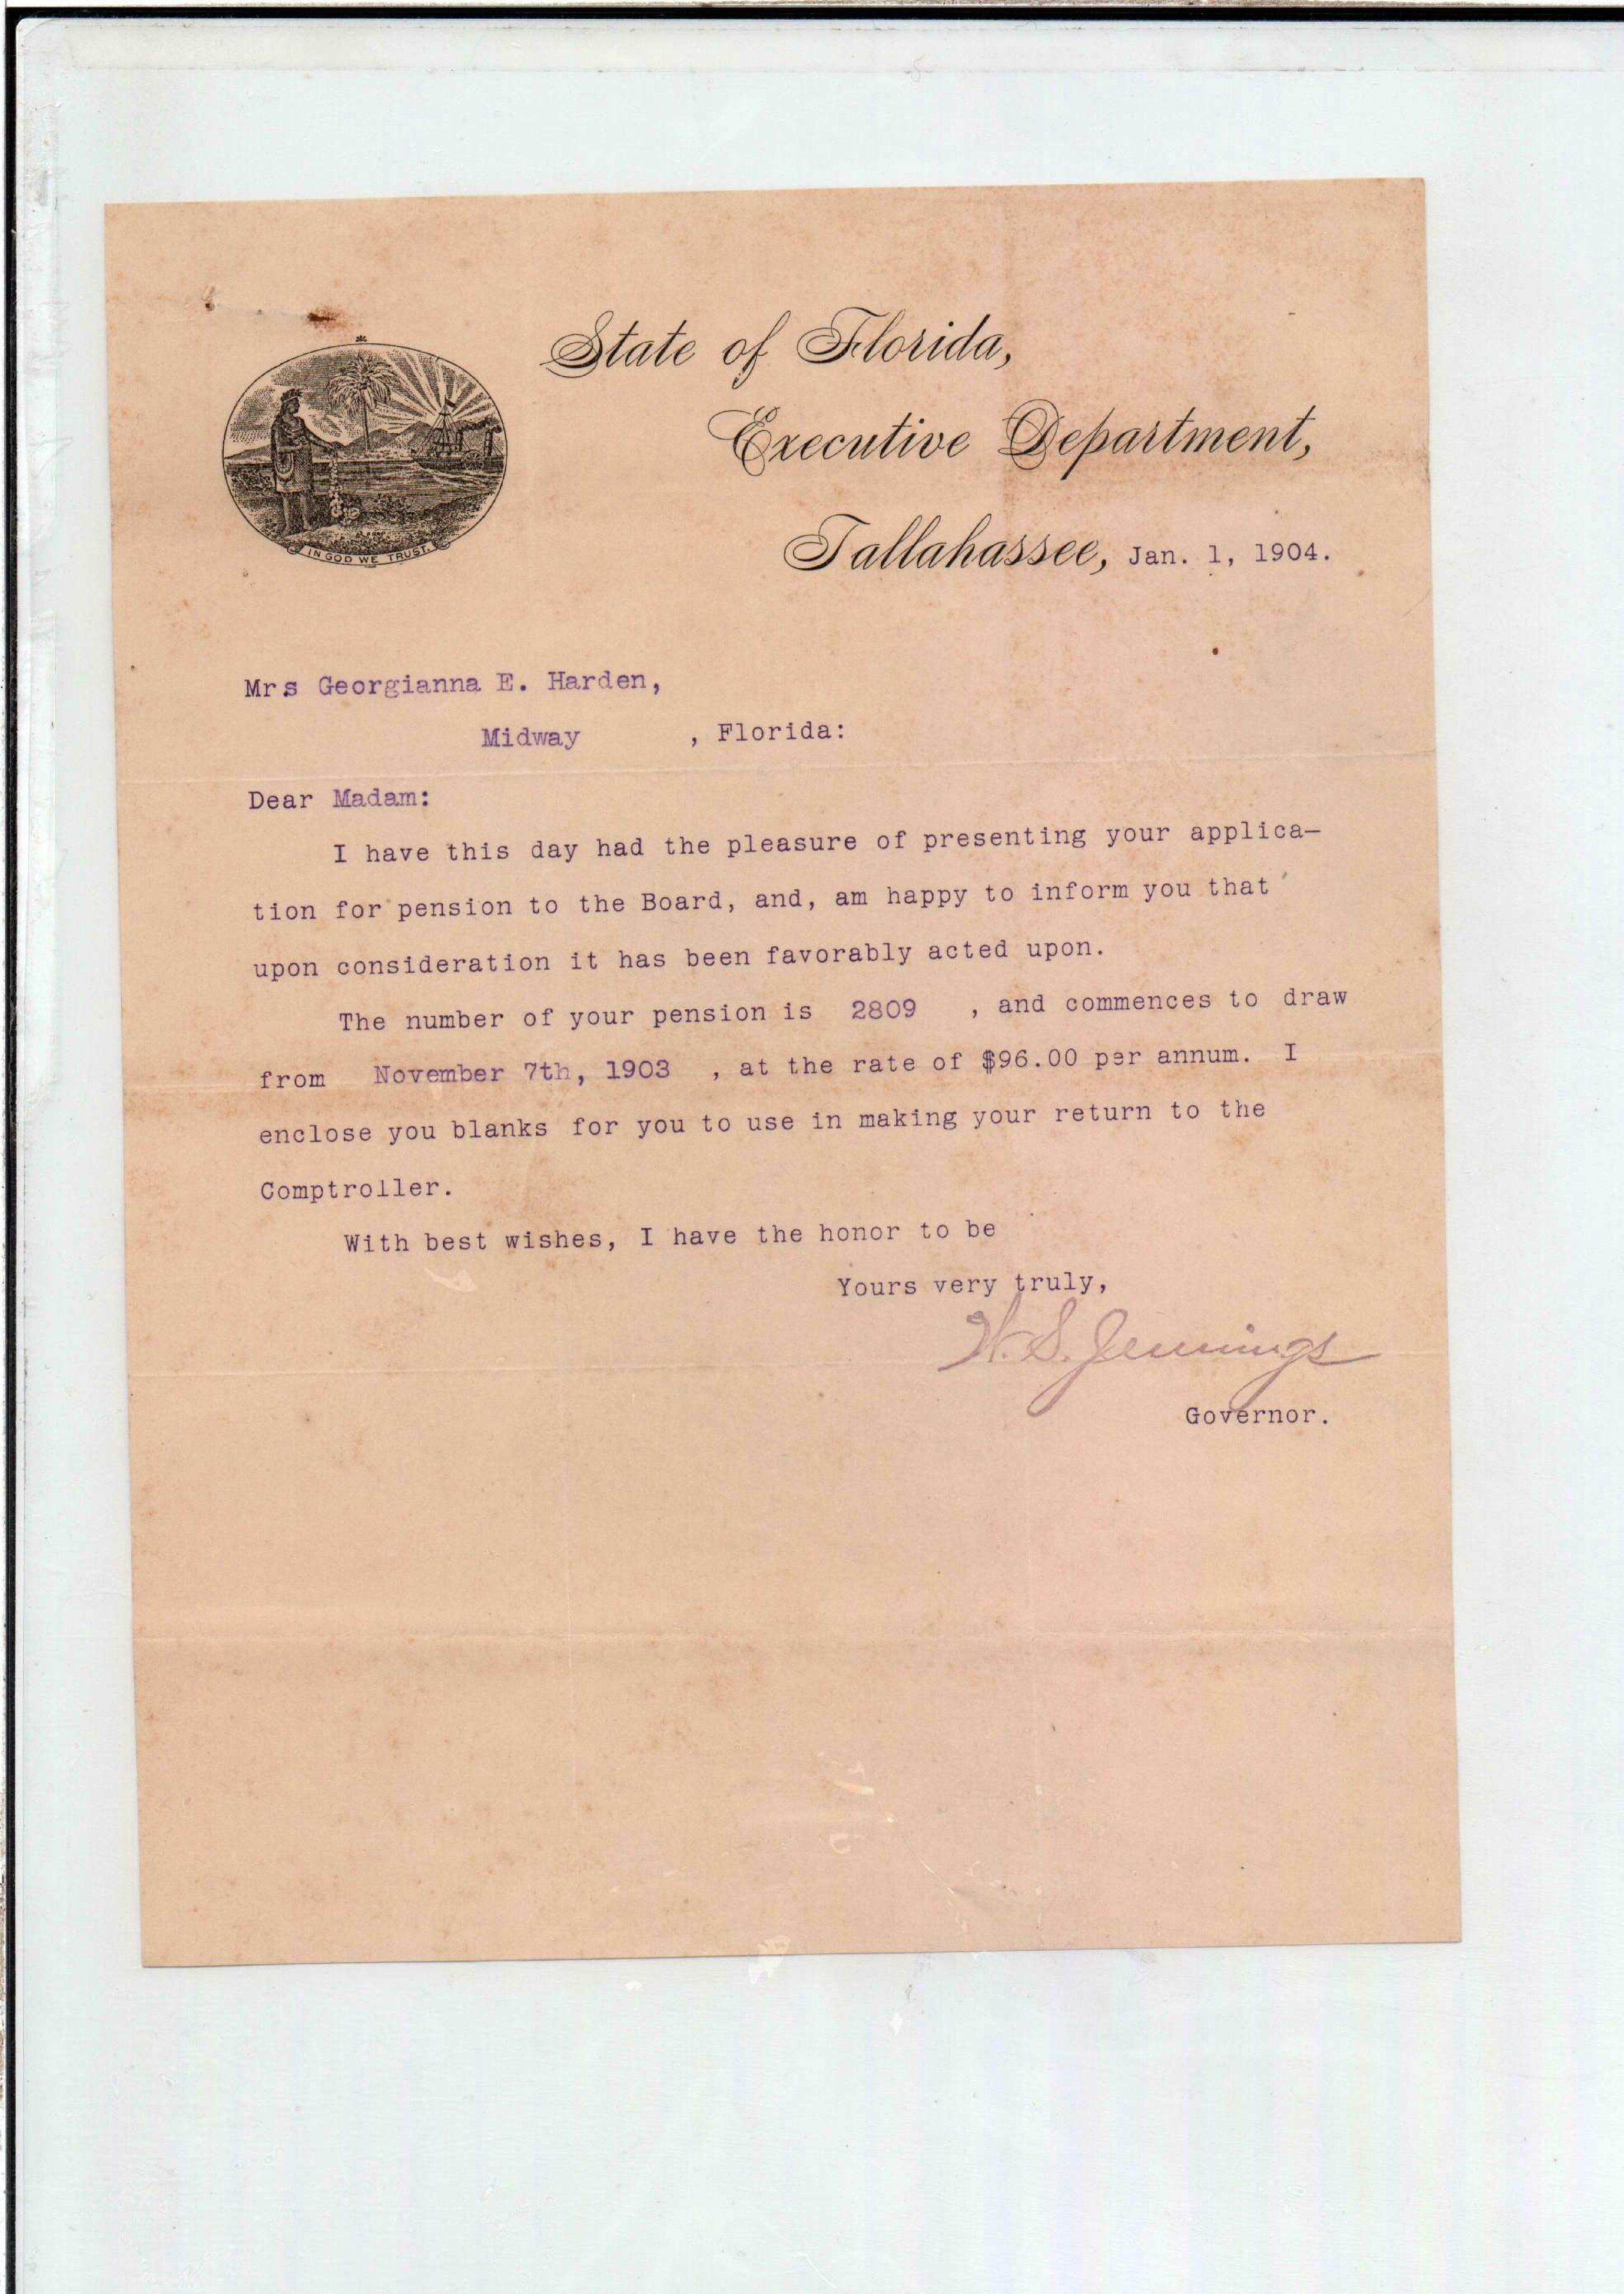 State of Florida,
Executive Department,
Tallahassee, Jan. 1, 1904.
IN GOD WE TRUST.
Mrs Georgianna E. Harden,
Midway , Florida:
Dear Madam:
I have this day had the pleasure of presenting your applica-
tion for pension to the Board, and, am happy to inform you that
upon consideration it has been favorably acted upon.
The number of your pension is 2809 , and commences to draw
from November 7th, 1903 , at the rate of $96.00 per annum. I
enclose you blanks for you to use in making your return to the
Comptroller.
With best wishes, I have the honor to be
Yours very truly,
W. S. Jennings
Governor.